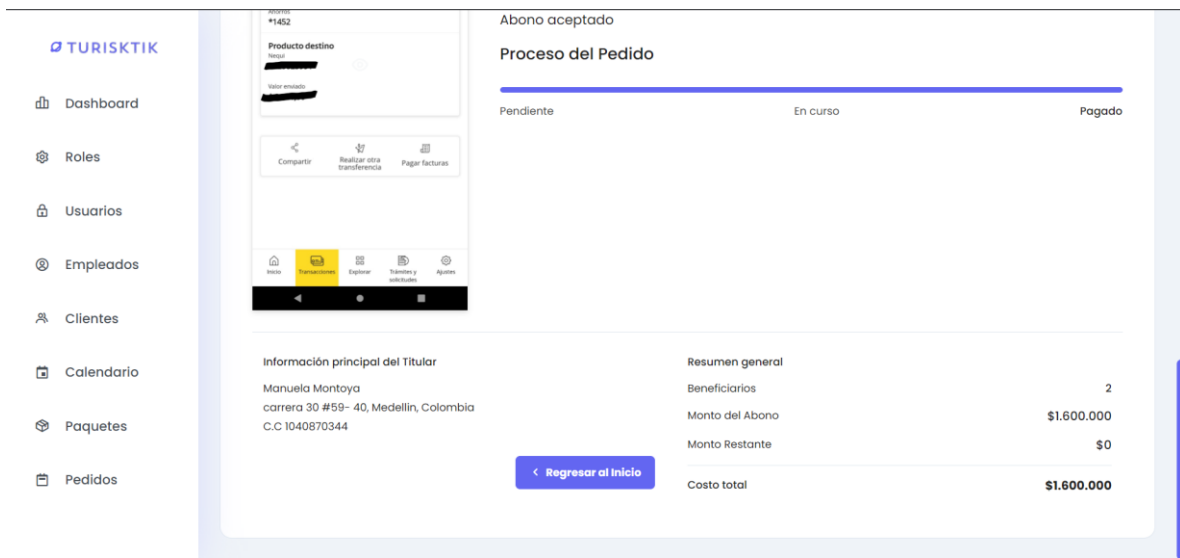 TURISKTIK
Dashboard
Roles
Usuarios
Empleados
Clientes
Calendario
Paquetes
Pedidos
Ahorros
*1452
Producto destino
Nequi
Valor enviado
Compartir
Realizar otra
transferencia
Pagar facturas
Inicio
Transacciones
Explorar
Trámites y
solicitudes
Ajustes
Abono aceptado
Proceso del Pedido
Pendiente En curso Pagado
Información principal del Titular
Manuela Montoya
carrera 30 #59- 40, Medellin, Colombia
C.C 1040870344
Resumen general
Beneficiarios 2
Monto del Abono $1.600.000
Monto Restante $0
Costo total $1.600.000
Regresar al Inicio